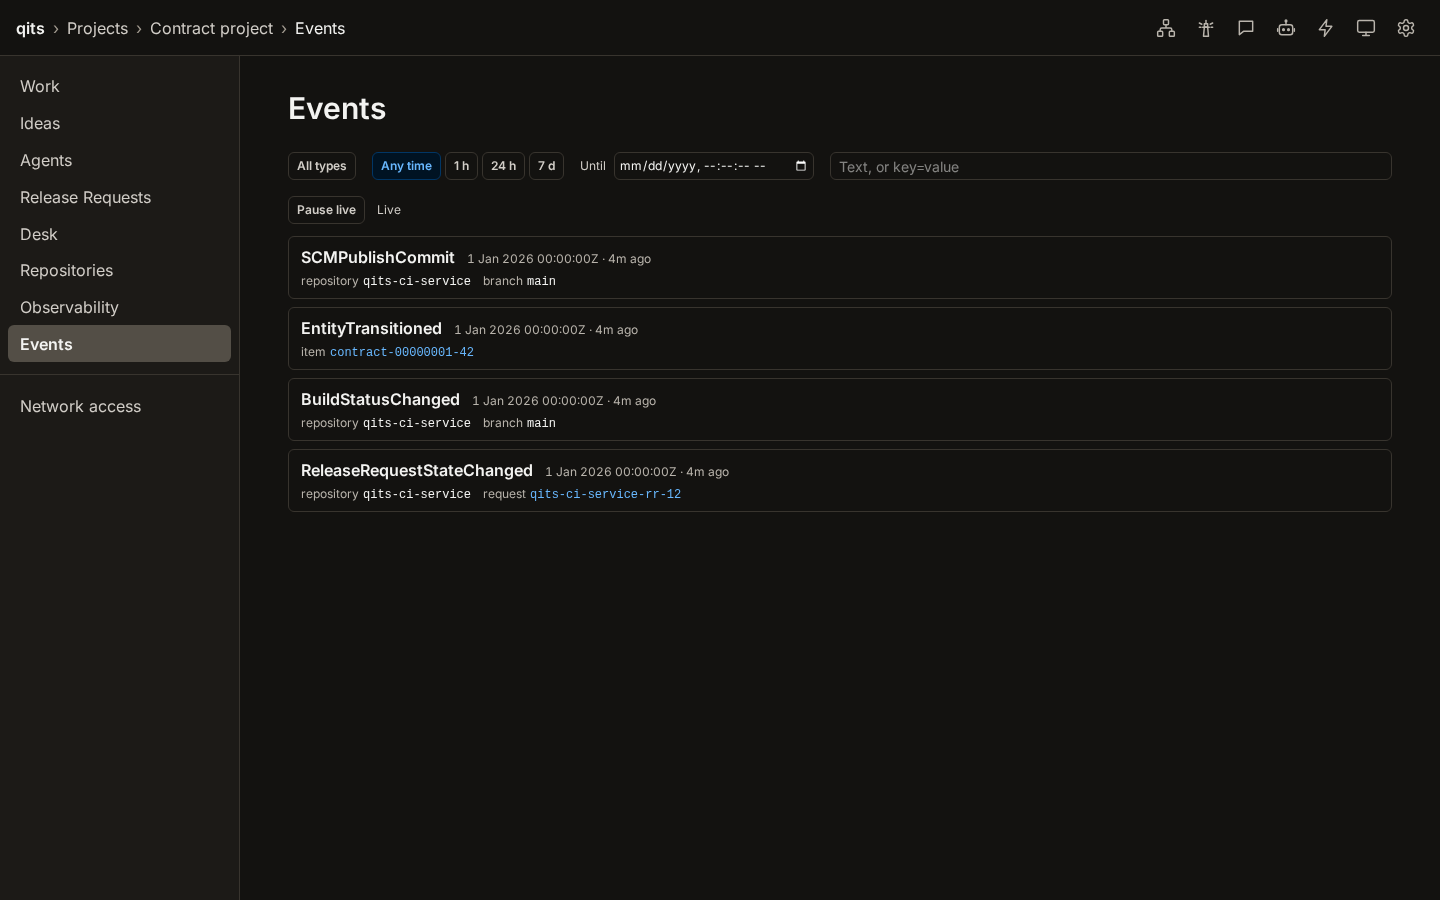 qits › Projects › Contract project › Events
Work
Ideas
Agents
Release Requests
Desk
Repositories
Observability
Events
Network access
Events
All types Any time 1 h 24 h 7 d Until mm/dd/yyyy, --:--:-- -- Text, or key=value
Pause live Live
SCMPublishCommit 1 Jan 2026 00:00:00Z · 4m ago
repository qits-ci-service branch main
EntityTransitioned 1 Jan 2026 00:00:00Z · 4m ago
item contract-00000001-42
BuildStatusChanged 1 Jan 2026 00:00:00Z · 4m ago
repository qits-ci-service branch main
ReleaseRequestStateChanged 1 Jan 2026 00:00:00Z · 4m ago
repository qits-ci-service request qits-ci-service-rr-12